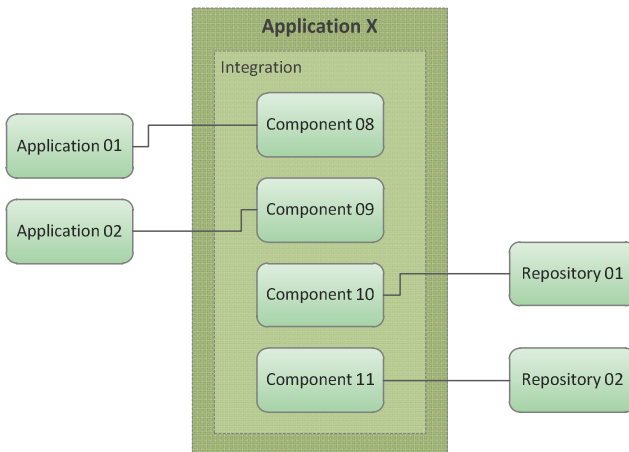 Application X
Integration
Component 08
Application 01
Component 09
Application 02
Component 10
Repository 01
Component 11
Repository 02